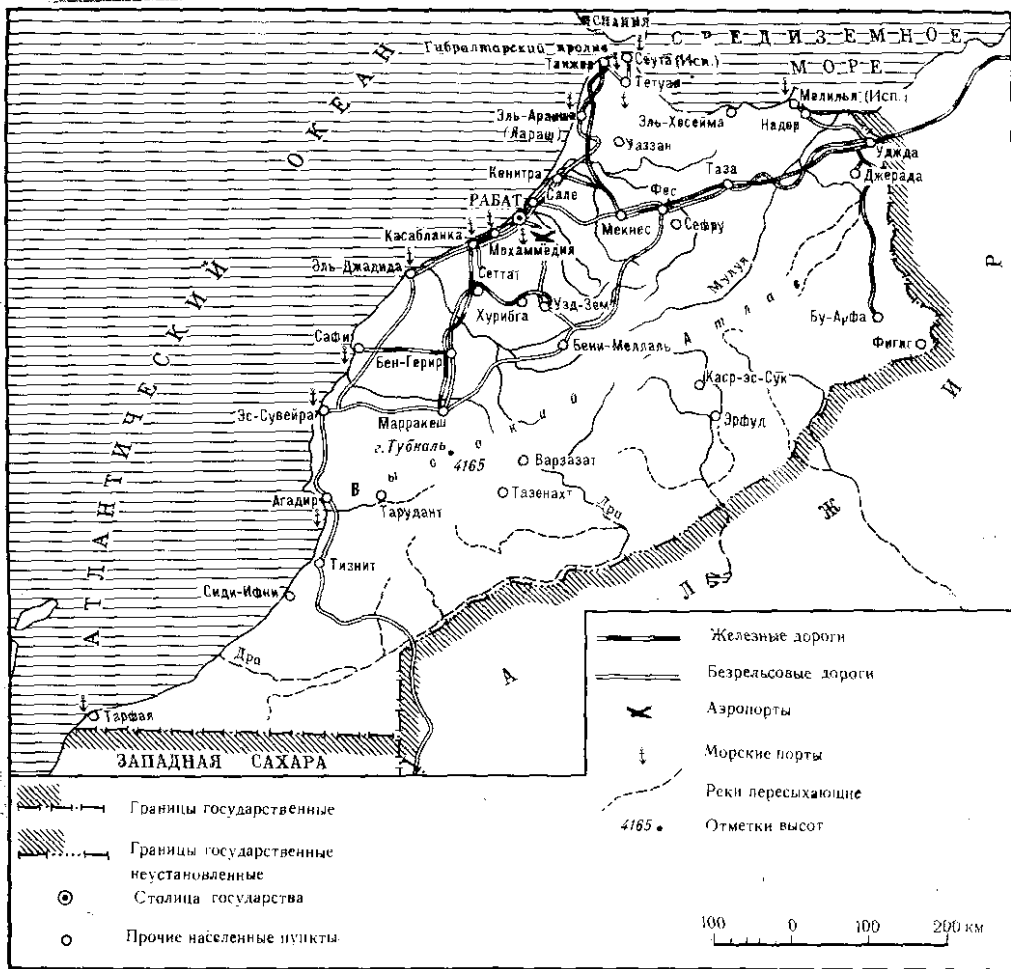 ИСПАНИЯ
СРЕДИЗЕМНОЕ
МОРЕ
Гибралтарский пролив
Танжер
Сеута (Исп.)
Тетуан
Мелилья (Исп.)
Эль-Араиш
(Лараш)
Эль-Хосейма
Надор
Уаззан
Уджда
Джерада
Кенитра
Таза
Фес
Сале
РАБАТ
Мекнес
Сефру
Касабланка
Мохаммедия
Эль-Джадида
Сеттат
Мулуя
Хурибга
Уэд-Зем
Бу-Арфа
Сафи
Бен-Герир
Бени-Меллаль
Фигиг
Каср-эс-Сук
Эс-Сувейра
Марракеш
Эрфуд
г. Тубкаль
4165
Варзазат
Высокий Атлас
Агадир
Тарудант
Тазенахт
Дра
Тизнит
Сиди-Ифни
Дра
Тарфая
АТЛАНТИЧЕСКИЙ ОКЕАН
АЛЖИР
ЗАПАДНАЯ САХАРА
Железные дороги
Безрельсовые дороги
Аэропорты
Морские порты
Реки пересыхающие
4165 Отметки высот
Границы государственные
Границы государственные
неустановленные
Столица государства
Прочие населенные пункты
100 0 100 200 км